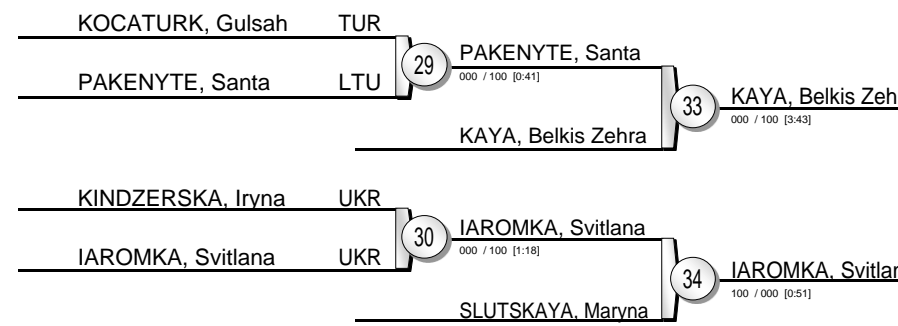 KOCATURK, Gulsah TUR
PAKENYTE, Santa LTU
29
PAKENYTE, Santa
000 / 100 [0:41]
KAYA, Belkis Zehra
33
KAYA, Belkis Zeh
000 / 100 [3:43]
KINDZERSKA, Iryna UKR
IAROMKA, Svitlana UKR
30
IAROMKA, Svitlana
000 / 100 [1:18]
SLUTSKAYA, Maryna
34
IAROMKA, Svitlan
100 / 000 [0:51]